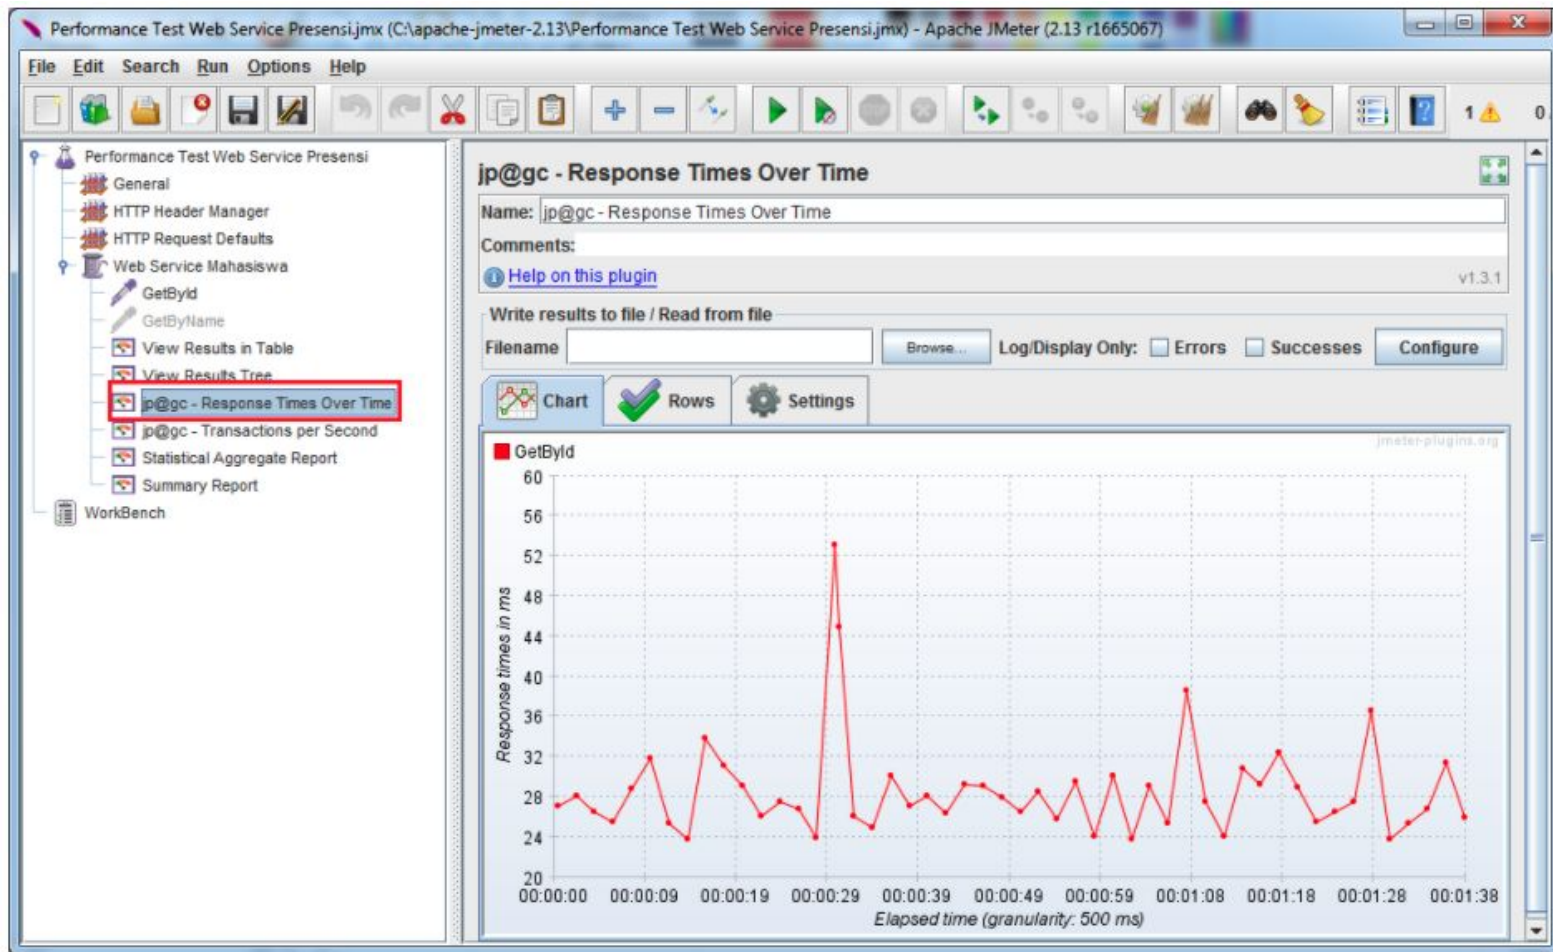 Performance Test Web Service Presensi.jmx (C:\apache-jmeter-2.13\Performance Test Web Service Presensi.jmx) - Apache JMeter (2.13 r1665067)
File Edit Search Run Options Help
1
0
Performance Test Web Service Presensi
General
HTTP Header Manager
HTTP Request Defaults
Web Service Mahasiswa
GetById
GetByName
View Results in Table
View Results Tree
jp@gc - Response Times Over Time
jp@gc - Transactions per Second
Statistical Aggregate Report
Summary Report
WorkBench
jp@gc - Response Times Over Time
Name: jp@gc - Response Times Over Time
Comments:
Help on this plugin v1.3.1
Write results to file / Read from file
Filename Browse... Log/Display Only: Errors Successes Configure
Chart Rows Settings
jmeter-plugins.org
GetById
60
56
52
48
44
40
36
32
28
24
20
Response times in ms
00:00:00 00:00:09 00:00:19 00:00:29 00:00:39 00:00:49 00:00:59 00:01:08 00:01:18 00:01:28 00:01:38
Elapsed time (granularity: 500 ms)